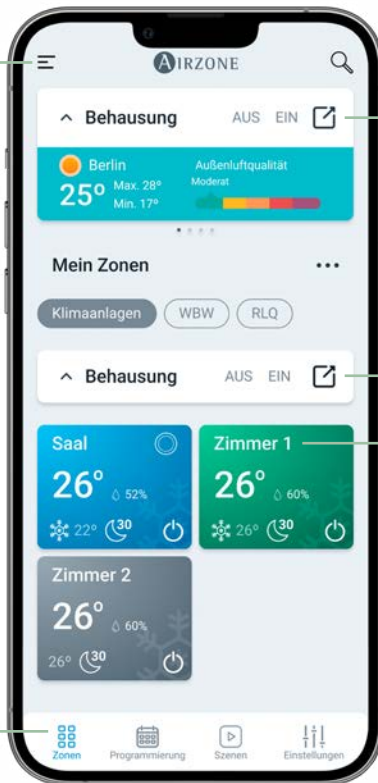 AIRZONE
Behausung AUS EIN
Berlin Außenluftqualität
25° Max. 28° Moderat
Min. 17°
Mein Zonen
Klimaanlagen WBW RLQ
Behausung AUS EIN
Saal Zimmer 1
26° 52% 26° 60%
22° 30 26° 30
Zimmer 2
26° 60%
26° 30
Zonen Programmierung Szenen Einstellungen